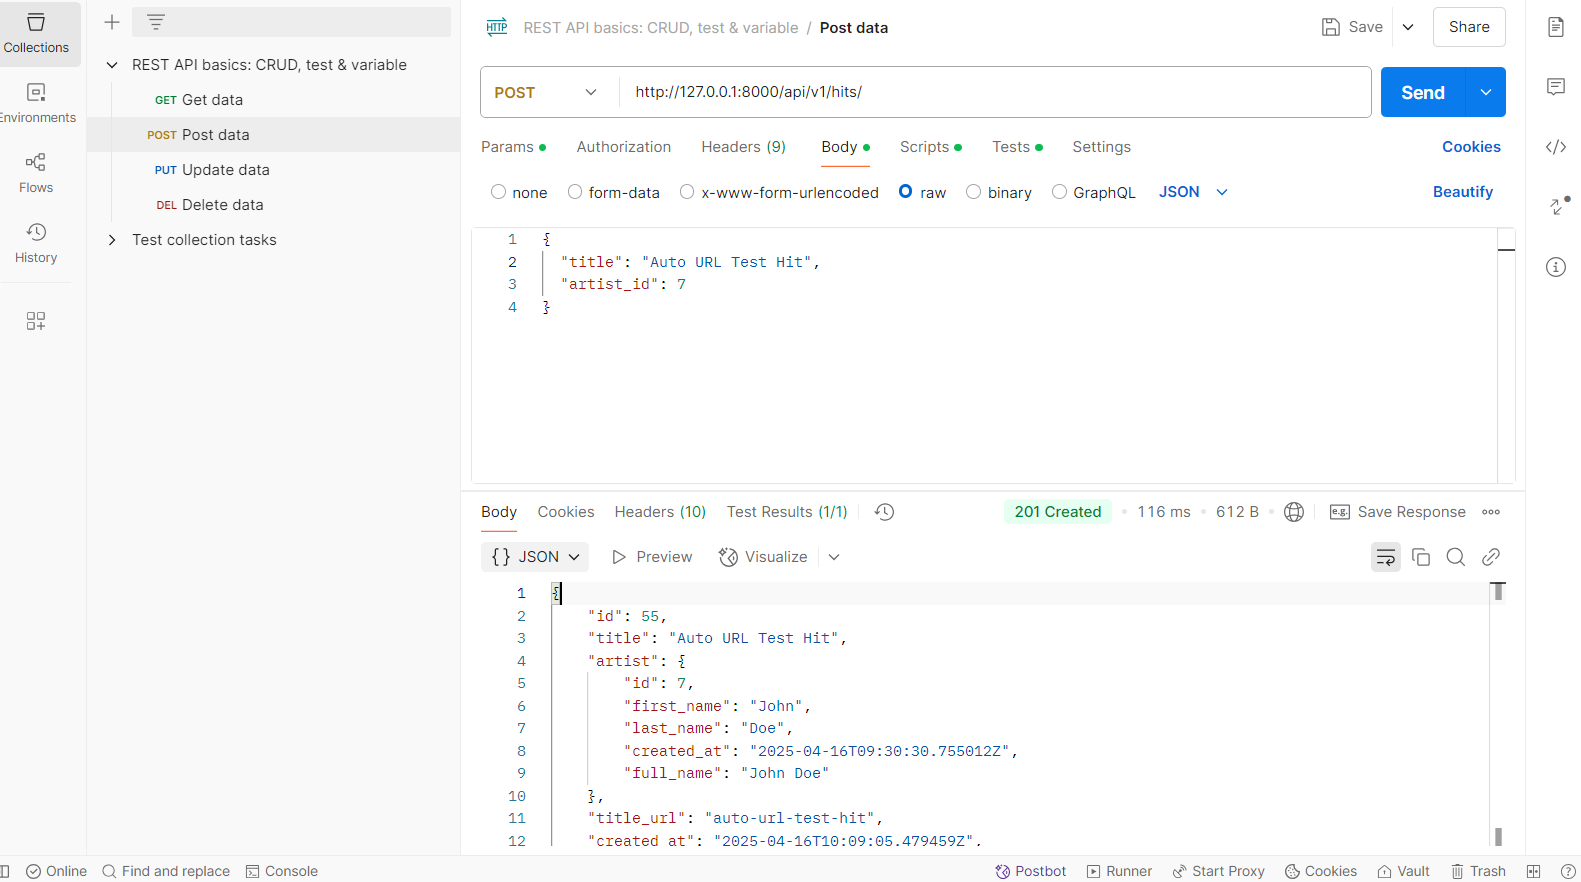 Collections
Environments
Flows
History
REST API basics: CRUD, test & variable
GET Get data
POST Post data
PUT Update data
DEL Delete data
Test collection tasks
HTTP REST API basics: CRUD, test & variable / Post data
Save
Share
POST http://127.0.0.1:8000/api/v1/hits/
Send
Params Authorization Headers (9) Body Scripts Tests Settings Cookies
none form-data x-www-form-urlencoded raw binary GraphQL JSON Beautify
1 {
2 "title": "Auto URL Test Hit",
3 "artist_id": 7
4 }
Body Cookies Headers (10) Test Results (1/1) 201 Created • 116 ms • 612 B • e.g. Save Response
{} JSON Preview Visualize
1 {
2 "id": 55,
3 "title": "Auto URL Test Hit",
4 "artist": {
5 "id": 7,
6 "first_name": "John",
7 "last_name": "Doe",
8 "created_at": "2025-04-16T09:30:30.755012Z",
9 "full_name": "John Doe"
10 },
11 "title_url": "auto-url-test-hit",
12 "created_at": "2025-04-16T10:09:05.479459Z",
Online Find and replace Console Postbot Runner Start Proxy Cookies Vault Trash